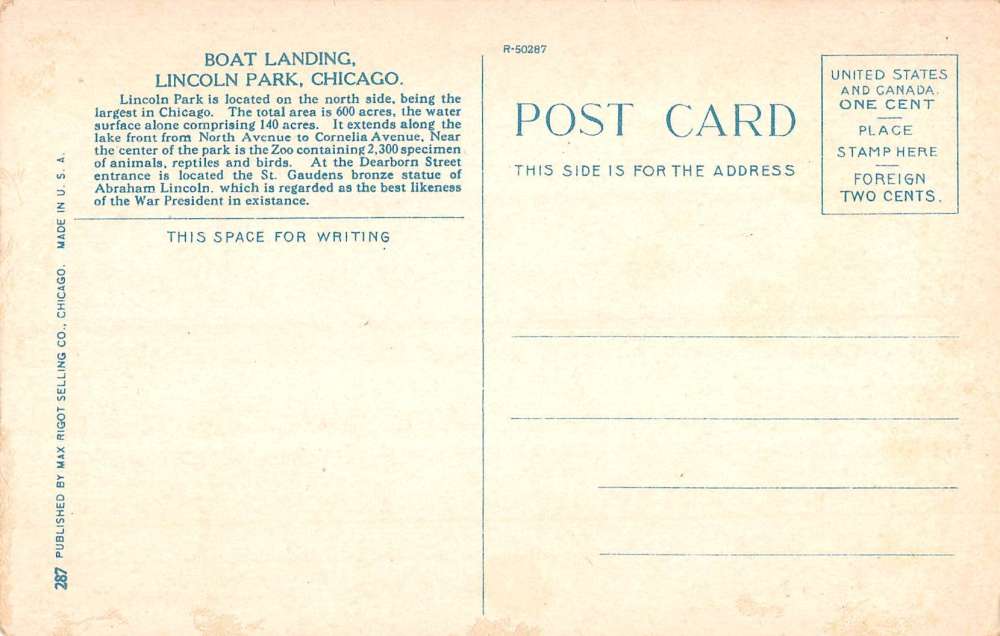 BOAT LANDING,
LINCOLN PARK, CHICAGO.
Lincoln Park is located on the north side, being the
largest in Chicago. The total area is 600 acres, the water
surface alone comprising 140 acres. It extends along the
lake front from North Avenue to Cornelia Avenue, Near
the center of the park is the Zoo containing 2,300 specimen
of animals, reptiles and birds. At the Dearborn Street
entrance is located the St. Gaudens bronze statue of
Abraham Lincoln. which is regarded as the best likeness
of the War President in existance.
THIS SPACE FOR WRITING
287 PUBLISHED BY MAX RIGOT SELLING CO., CHICAGO. MADE IN U. S. A.
R-50287
POST CARD
THIS SIDE IS FOR THE ADDRESS
UNITED STATES
AND CANADA.
ONE CENT
PLACE
STAMP HERE
FOREIGN
TWO CENTS.